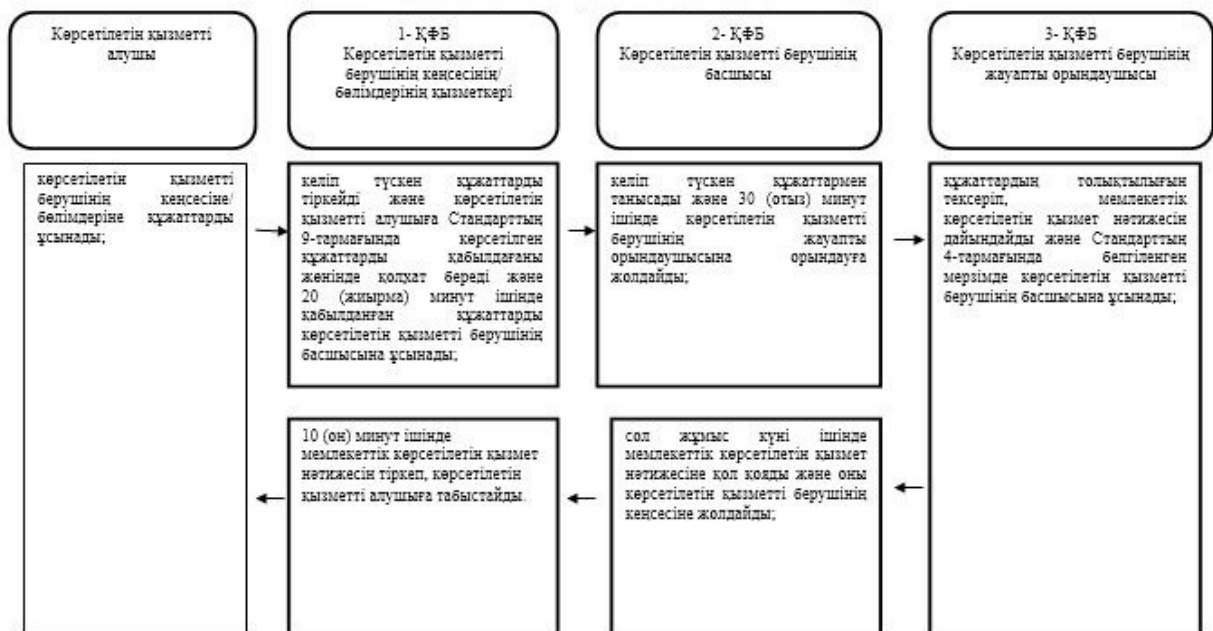 Көрсетілетін қызметті
алушы
1- ҚФБ
Көрсетілетін қызметті
берушінің кеңсесінің/
бөлімдерінің қызметкері
2- ҚФБ
Көрсетілетін қызметті берушінің
басшысы
3- ҚФБ
Көрсетілетін қызметті берушінің
жауапты орындаушысы
көрсетілетін қызметті
берушінің кеңсесіне/
бөлімдеріне құжаттарды
ұсынады;
келіп түскен құжаттарды
тіркейді және көрсетілетін
қызметті алушыға Стандарттың
9-тармағында көрсетілген
құжаттарды қабылдағаны
жөнінде қолхат береді және
20 (жиырма) минут ішінде
қабылданған құжаттарды
көрсетілетін қызметті берушінің
басшысына ұсынады;
келіп түскен құжаттармен
танысады және 30 (отыз) минут
ішінде көрсетілетін қызметті
берушінің жауапты
орындаушысына орындауға
жолдайды;
құжаттардың толықтылығын
тексеріп, мемлекеттік
көрсетілетін қызмет нәтижесін
дайындайды және Стандарттың
4-тармағында белгіленген
мерзімде көрсетілетін қызметті
берушінің басшысына ұсынады;
10 (он) минут ішінде
мемлекеттік көрсетілетін қызмет
нәтижесін тіркеп, көрсетілетін
қызметті алушыға табыстайды.
сол жұмыс күні ішінде
мемлекеттік көрсетілетін қызмет
нәтижесіне қол қояды және оны
көрсетілетін қызметті берушінің
кеңсесіне жолдайды;